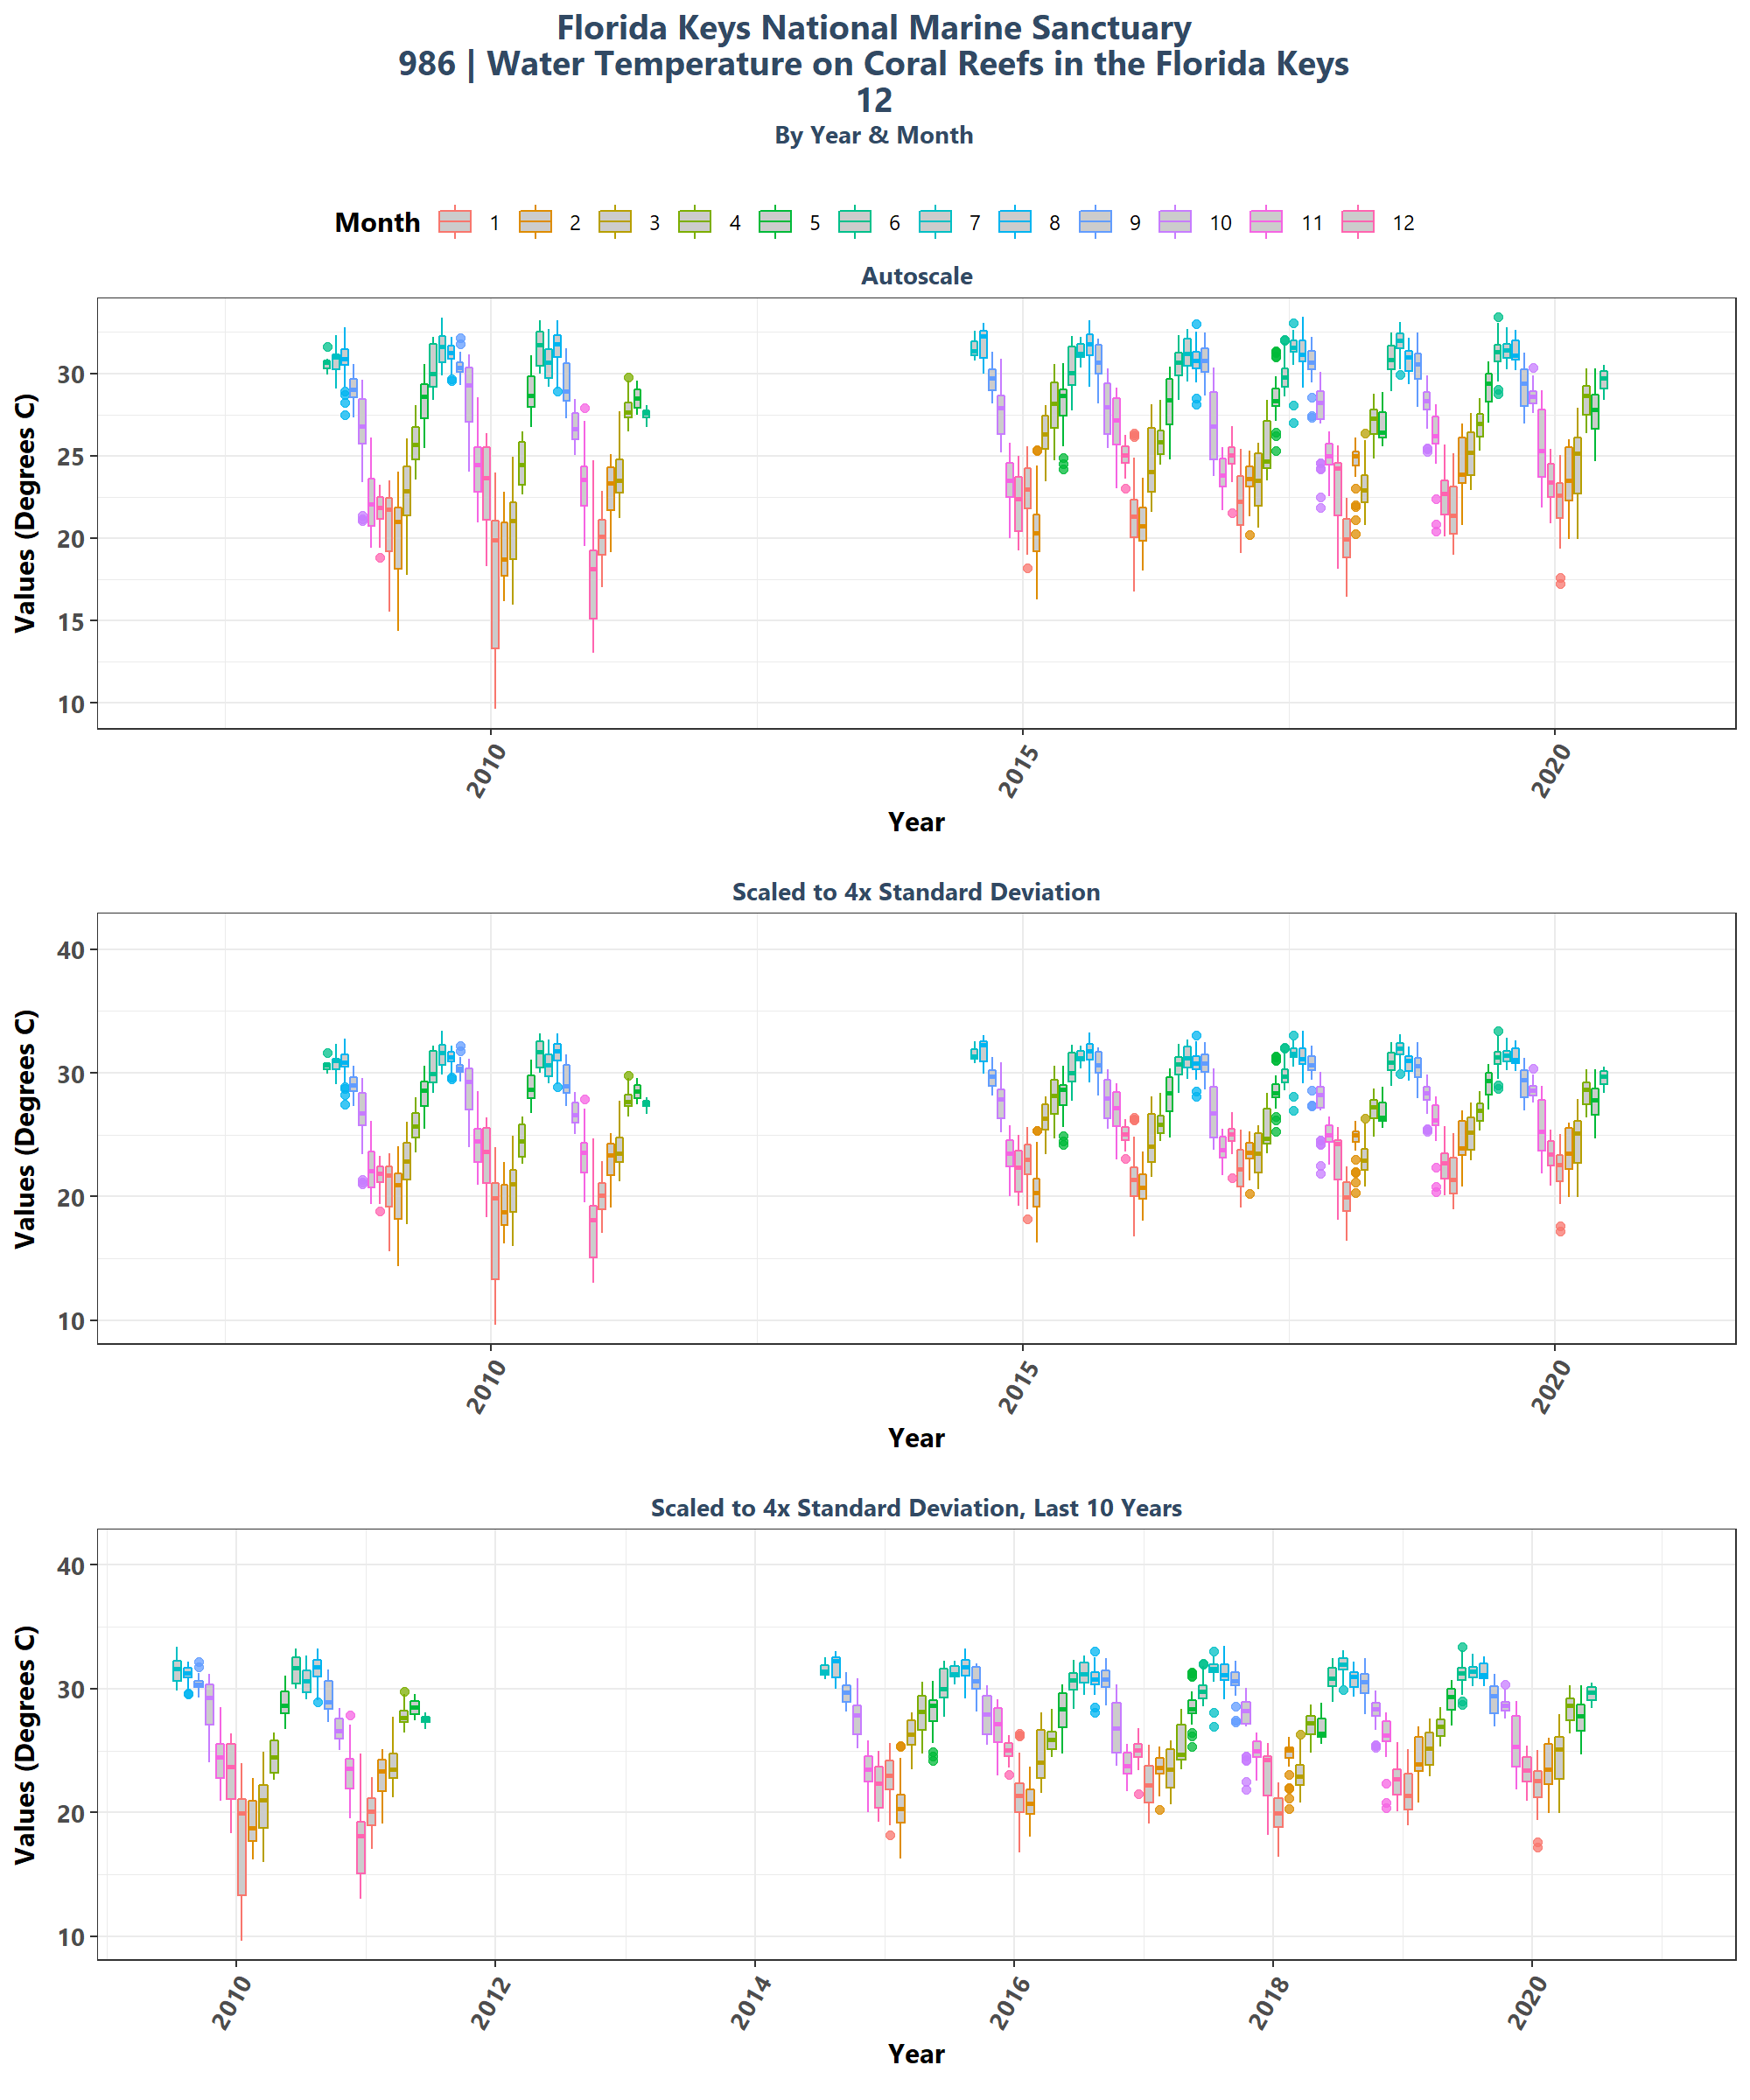 Florida Keys National Marine Sanctuary
986 | Water Temperature on Coral Reefs in the Florida Keys
12
By Year & Month
Month 1 2 3 4 5 6 7 8 9 10 11 12
Autoscale
Values (Degrees C)
30
25
20
15
10
2010 2015 2020
Year
Scaled to 4x Standard Deviation
Values (Degrees C)
40
30
20
10
2010 2015 2020
Year
Scaled to 4x Standard Deviation, Last 10 Years
Values (Degrees C)
40
30
20
10
2010 2012 2014 2016 2018 2020
Year